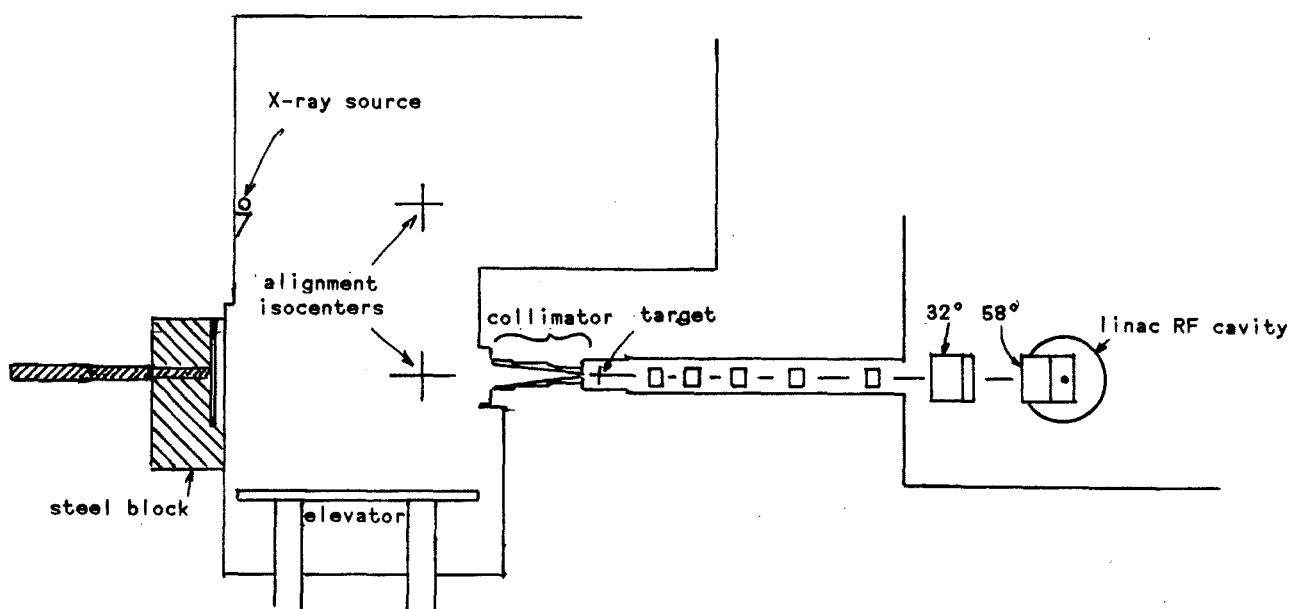 X-ray source
alignment
isocenters
collimator
target
32°
58°
linac RF cavity
steel block
elevator